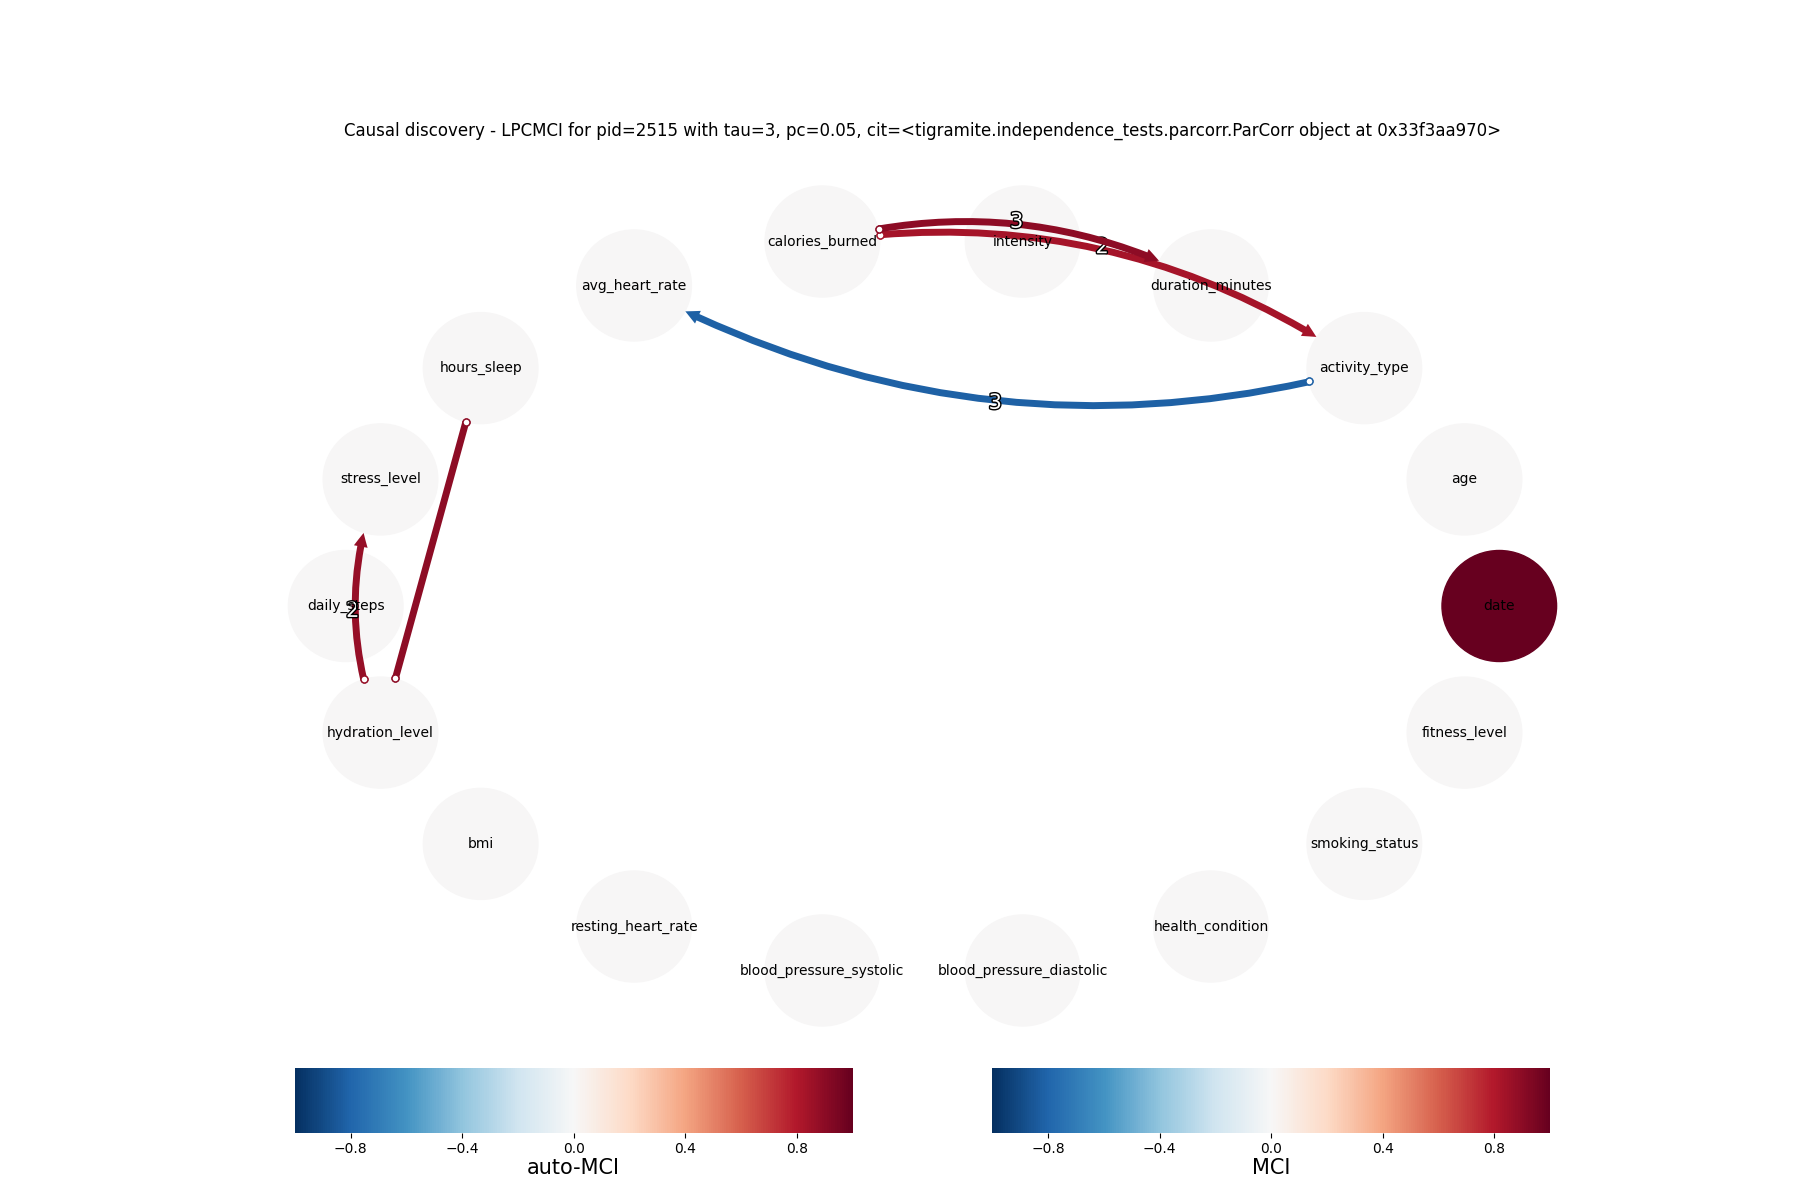 Causal discovery - LPCMCI for pid=2515 with tau=3, pc=0.05, cit=<tigramite.independence_tests.parcorr.ParCorr object at 0x33f3aa970>
3
calories_burned
intensity
2
avg_heart_rate
duration_minutes
hours_sleep
activity_type
3
stress_level
age
daily_steps
2
date
hydration_level
fitness_level
bmi
smoking_status
resting_heart_rate
health_condition
blood_pressure_systolic
blood_pressure_diastolic
−0.8 −0.4 0.0 0.4 0.8
auto-MCI
−0.8 −0.4 0.0 0.4 0.8
MCI